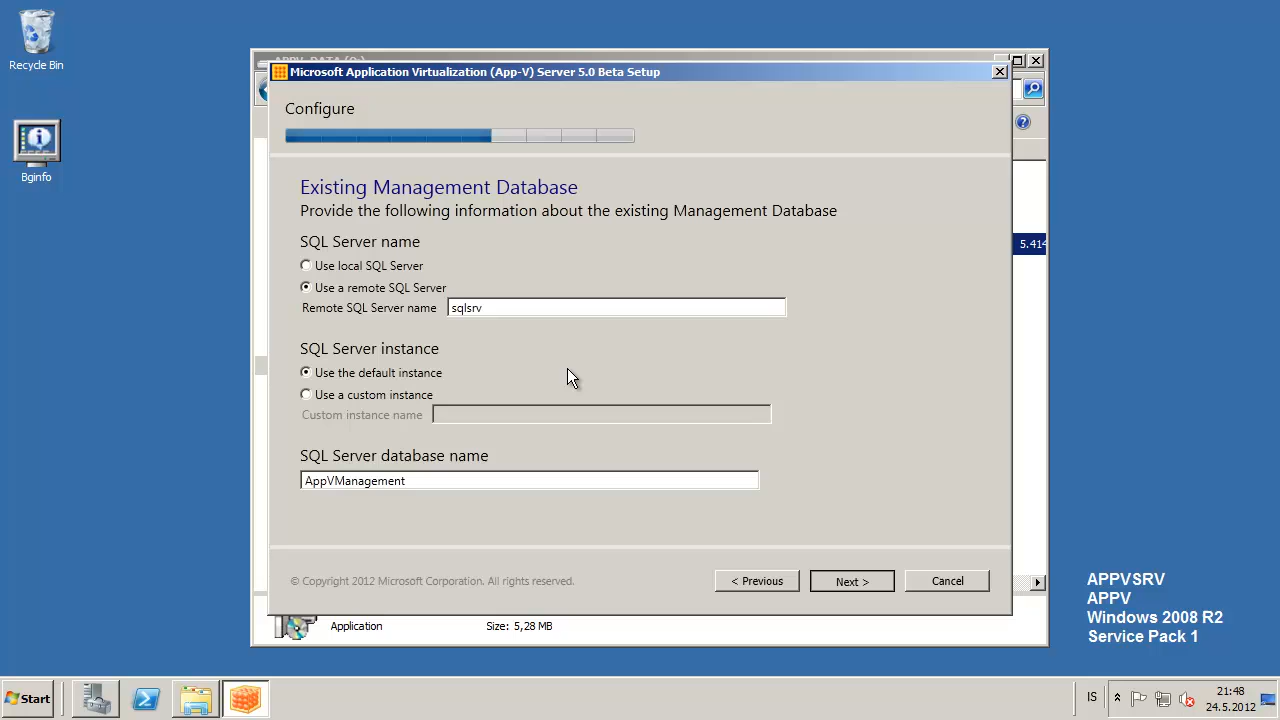 Recycle Bin
Bginfo
Microsoft Application Virtualization (App-V) Server 5.0 Beta Setup
Configure
Existing Management Database
Provide the following information about the existing Management Database
SQL Server name
Use local SQL Server
Use a remote SQL Server
Remote SQL Server name
sqlsrv
SQL Server instance
Use the default instance
Use a custom instance
Custom instance name
SQL Server database name
AppVManagement
© Copyright 2012 Microsoft Corporation. All rights reserved.
< Previous
Next >
Cancel
5.414
Application
Size: 5,28 MB
APPVSRV
APPV
Windows 2008 R2
Service Pack 1
Start
IS
21:48
24.5.2012